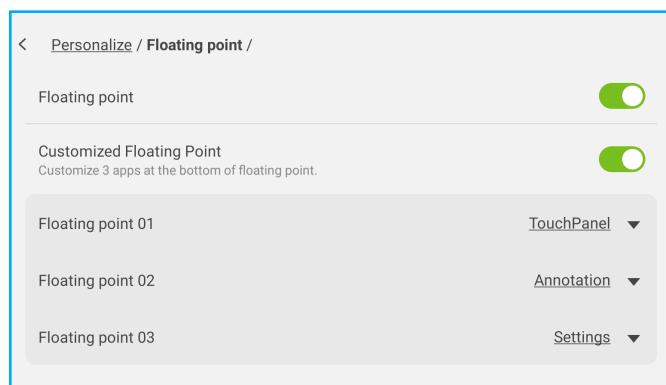 Personalize / Floating point /
Floating point
Customized Floating Point
Customize 3 apps at the bottom of floating point.
Floating point 01 TouchPanel
Floating point 02 Annotation
Floating point 03 Settings